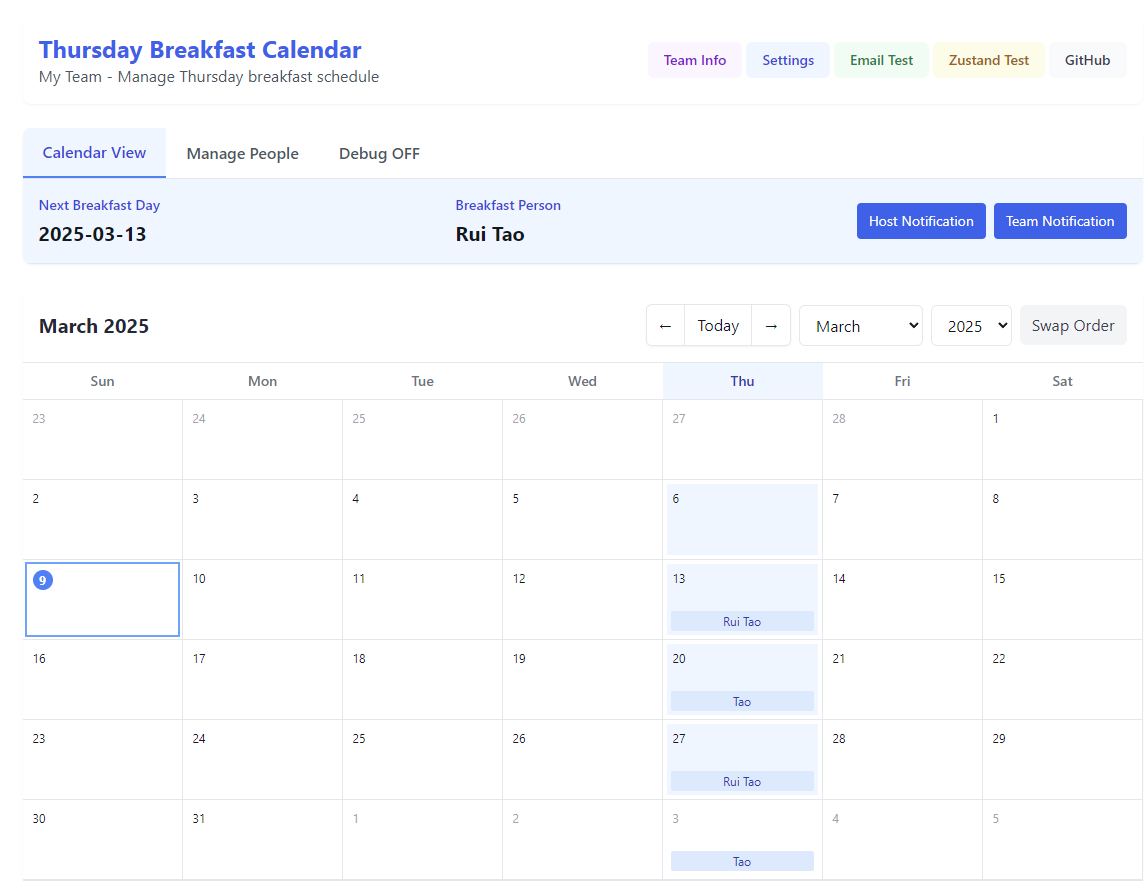 Thursday Breakfast Calendar
My Team - Manage Thursday breakfast schedule
Team Info Settings Email Test Zustand Test GitHub
Calendar View Manage People Debug OFF
Next Breakfast Day Breakfast Person
2025-03-13 Rui Tao Host Notification Team Notification
March 2025 ← Today → March 2025 Swap Order
Sun Mon Tue Wed Thu Fri Sat
23 24 25 26 27 28 1
2 3 4 5 6 7 8
9 10 11 12 13 14 15
Rui Tao
16 17 18 19 20 21 22
Tao
23 24 25 26 27 28 29
Rui Tao
30 31 1 2 3 4 5
Tao